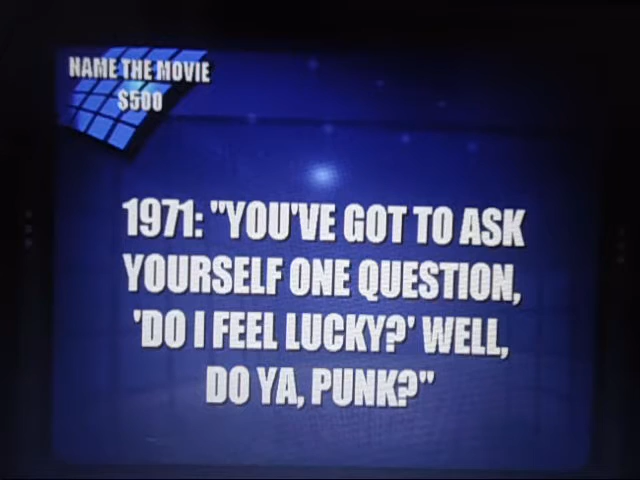 NAME THE MOVIE
$500
1971: "YOU'VE GOT TO ASK
YOURSELF ONE QUESTION,
'DO I FEEL LUCKY?' WELL,
DO YA, PUNK?"